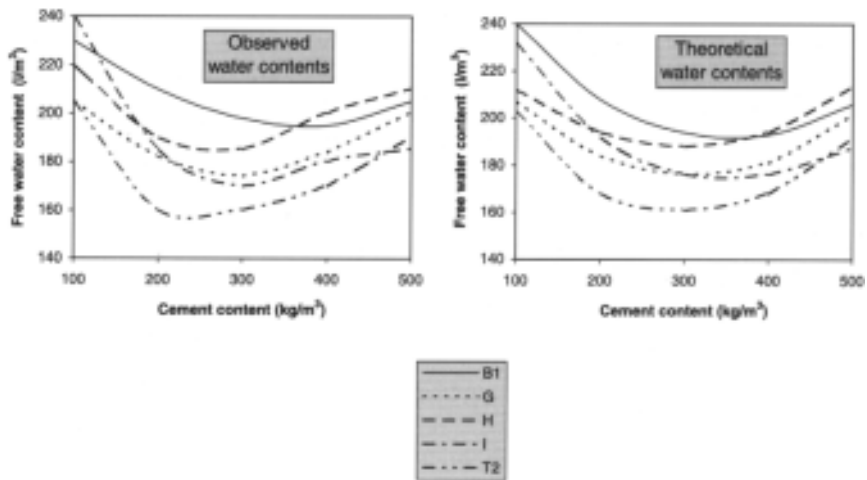 Observed
water contents
Free water content (l/m³)
240
220
200
180
160
140
100 200 300 400 500
Cement content (kg/m³)
Theoretical
water contents
Free water content (l/m³)
240
220
200
180
160
140
100 200 300 400 500
Cement content (kg/m³)
B1
G
H
I
T2